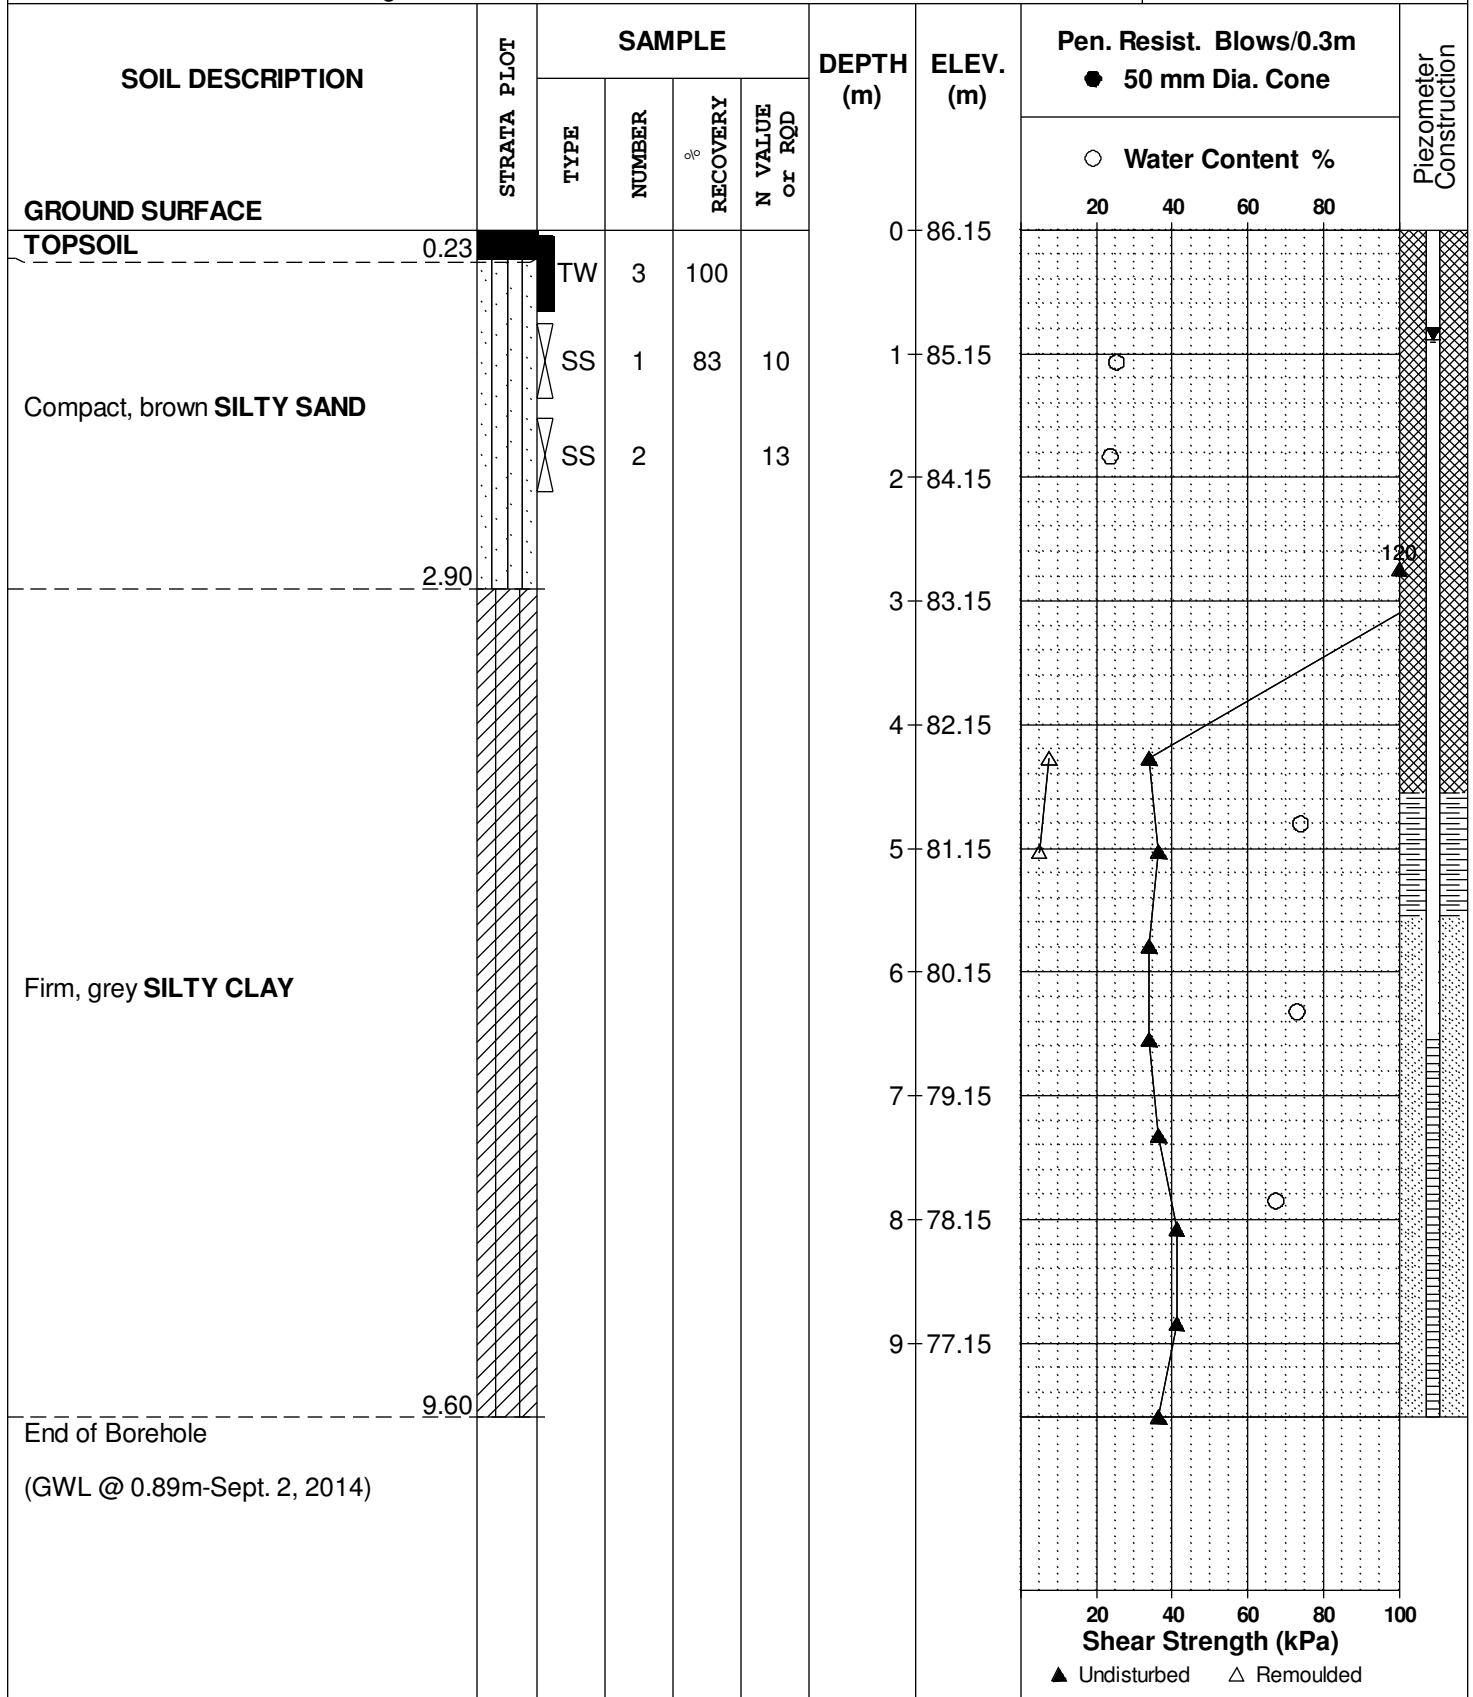 SOIL DESCRIPTION
GROUND SURFACE
STRATA PLOT
SAMPLE
TYPE
NUMBER
% RECOVERY
N VALUE or RQD
DEPTH (m)
ELEV. (m)
Pen. Resist. Blows/0.3m
● 50 mm Dia. Cone
○ Water Content %
20 40 60 80
Piezometer Construction
TOPSOIL 0.23
TW 3 100
0 86.15
SS 1 83 10
1 85.15
Compact, brown SILTY SAND
SS 2 13
2 84.15
120
2.90
3 83.15
4 82.15
5 81.15
Firm, grey SILTY CLAY
6 80.15
7 79.15
8 78.15
9 77.15
9.60
End of Borehole
(GWL @ 0.89m-Sept. 2, 2014)
20 40 60 80 100
Shear Strength (kPa)
▲ Undisturbed △ Remoulded